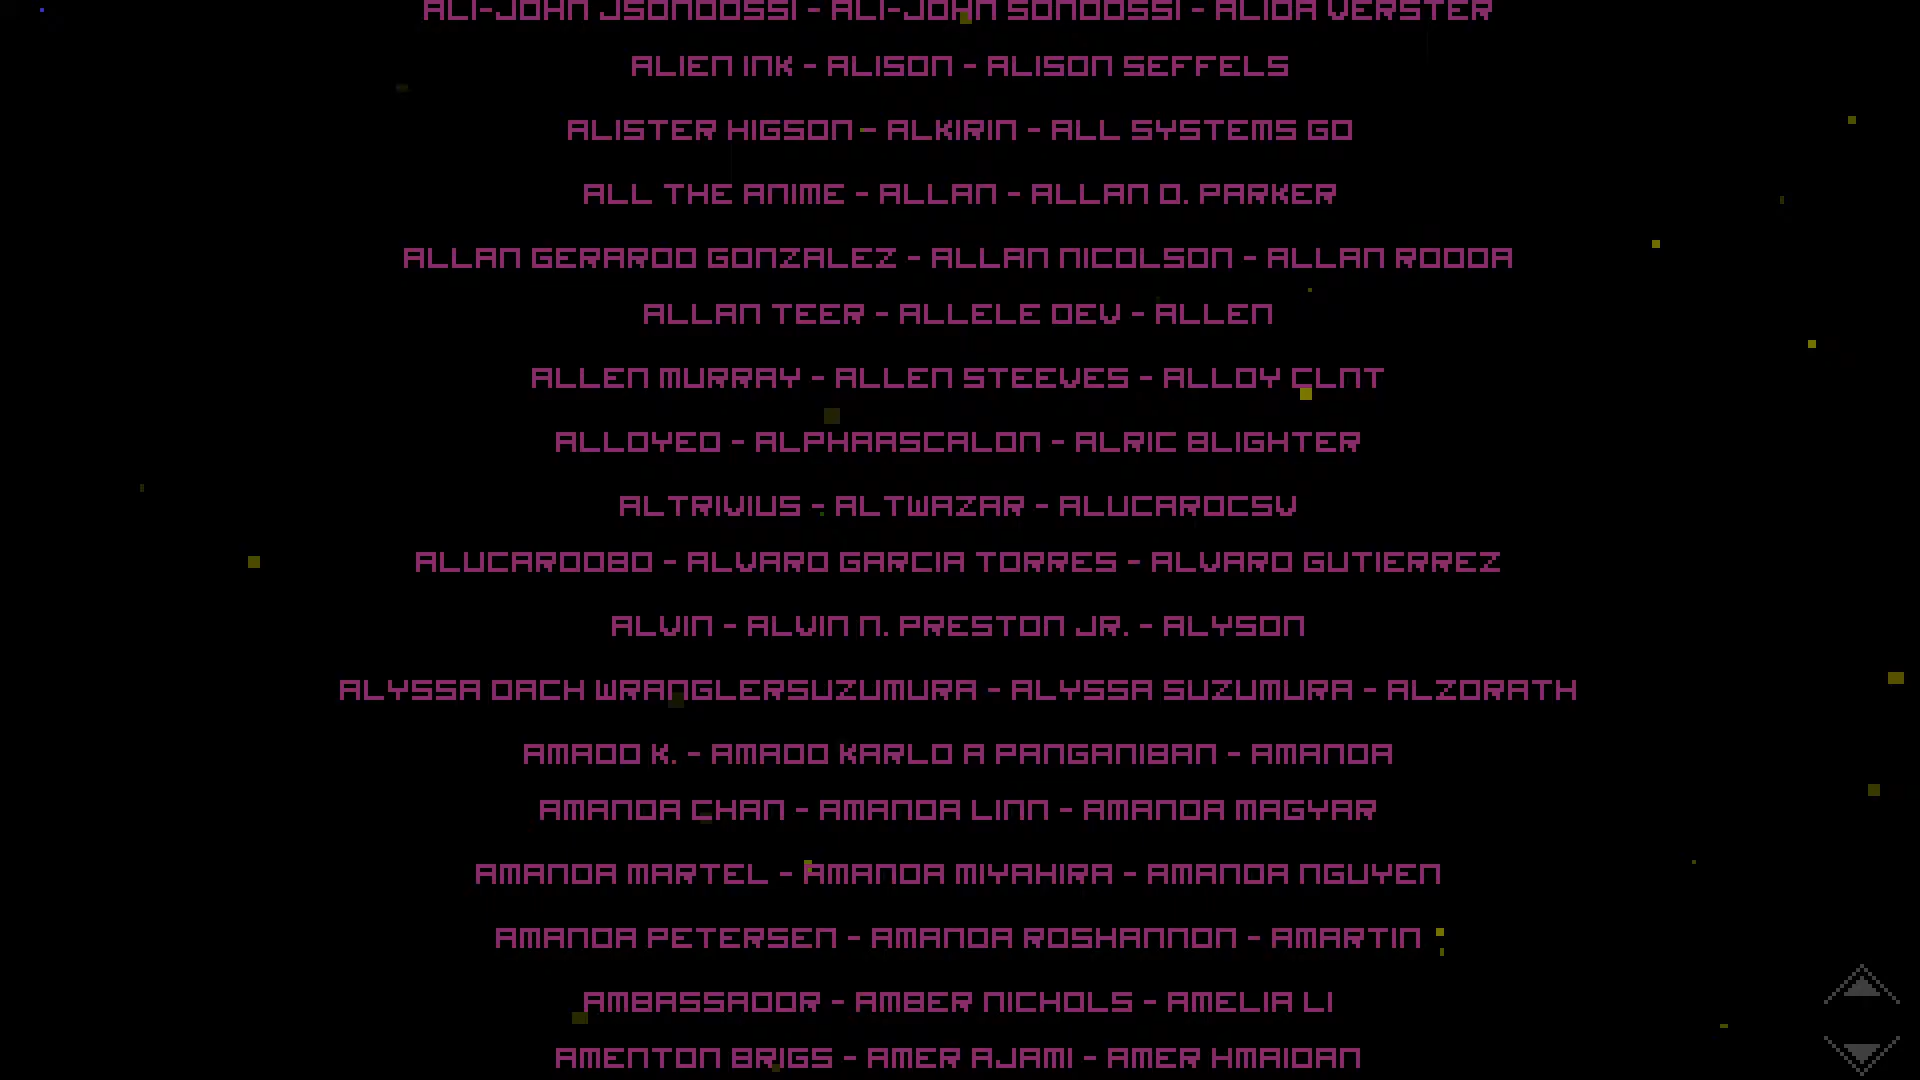 ALI-JOHN JSONDOSSI - ALI-JOHN SONDOSSI - ALIDA VERSTER
ALIEN INK - ALISON - ALISON SEFFELS
ALISTER HIGSON - ALKIRIN - ALL SYSTEMS GO
ALL THE ANIME - ALLAN - ALLAN D. PARKER
ALLAN GERARDO GONZALEZ - ALLAN NICOLSON - ALLAN RODDA
ALLAN TEER - ALLELE DEV - ALLEN
ALLEN MURRAY - ALLEN STEEVES - ALLOY CLNT
ALLOYED - ALPHAASCALON - ALRIC BLIGHTER
ALTRIVIUS - ALTWAZAR - ALUCARDCSV
ALUCARD080 - ALVARO GARCIA TORRES - ALVARO GUTIERREZ
ALVIN - ALVIN N. PRESTON JR. - ALYSON
ALYSSA DACH WRANGLERSUZUMURA - ALYSSA SUZUMURA - ALZORATH
AMADO K. - AMADO KARLO A PANGANIBAN - AMANDA
AMANDA CHAN - AMANDA LINN - AMANDA MAGYAR
AMANDA MARTEL - AMANDA MIYAHIRA - AMANDA NGUYEN
AMANDA PETERSEN - AMANDA ROSHANNON - AMARTIN
AMBASSADOR - AMBER NICHOLS - AMELIA LI
AMENTON BRIGS - AMER AJAMI - AMER HMAIDAN